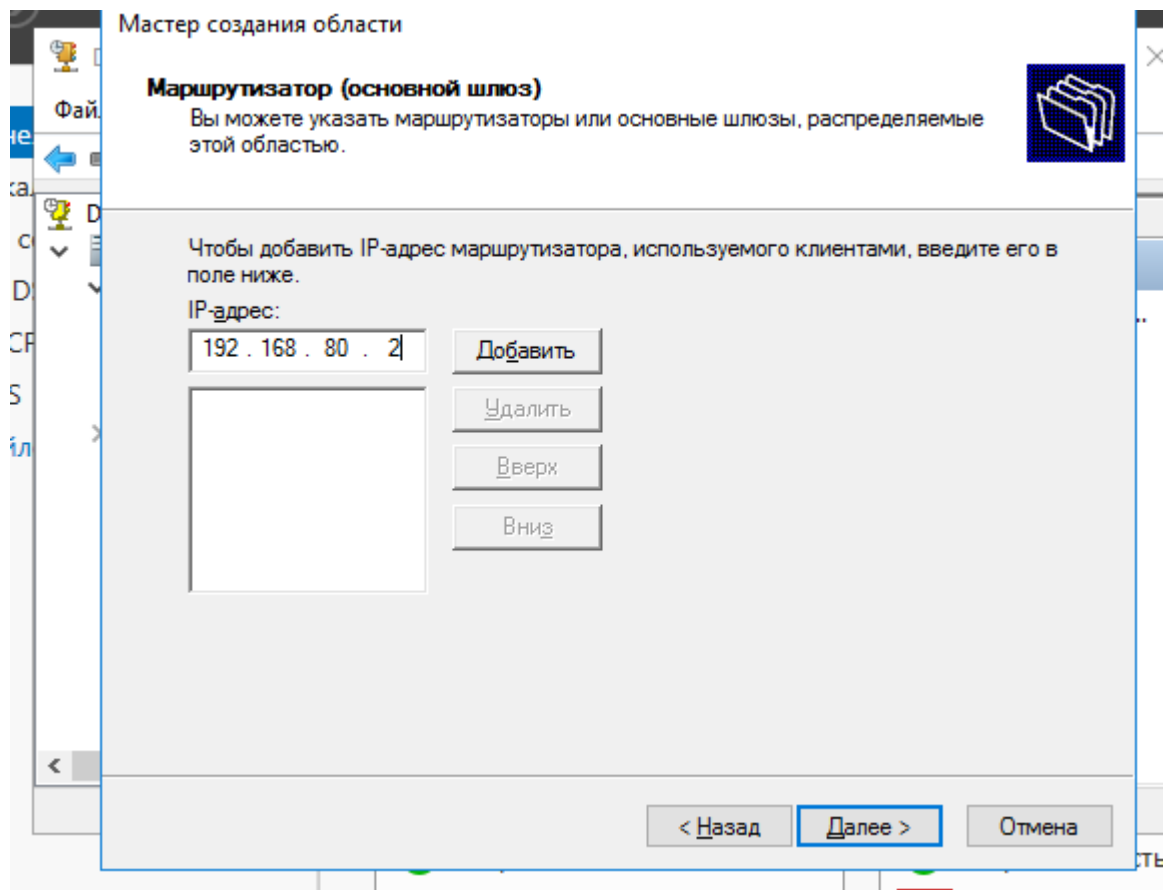 Мастер создания области
Маршрутизатор (основной шлюз)
Вы можете указать маршрутизаторы или основные шлюзы, распределяемые
этой областью.
Чтобы добавить IP-адрес маршрутизатора, используемого клиентами, введите его в
поле ниже.
IP-адрес:
192 . 168 . 80 . 2
Добавить
Удалить
Вверх
Вниз
< Назад
Далее >
Отмена